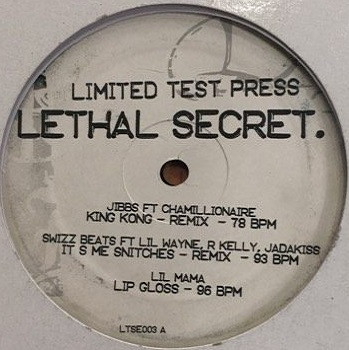 LIMITED TEST PRESS
LETHAL SECRET.
JIBBS FT CHAMILLIONAIRE
KING KONG - REMIX - 78 BPM
SWIZZ BEATS FT LIL WAYNE, R KELLY, JADAKISS
IT S ME SNITCHES - REMIX - 93 BPM
LIL MAMA
LIP GLOSS - 96 BPM
LTSE003 A